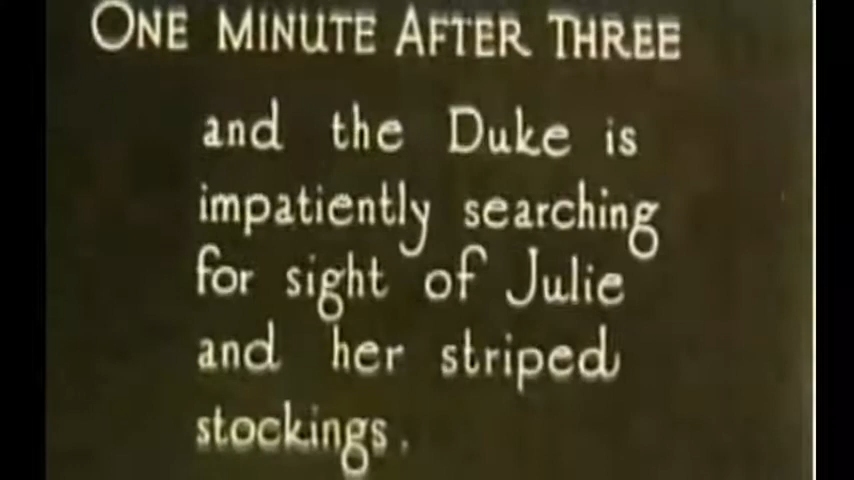 ONE MINUTE AFTER THREE
and the Duke is
impatiently searching
for sight of Julie
and her striped
stockings.